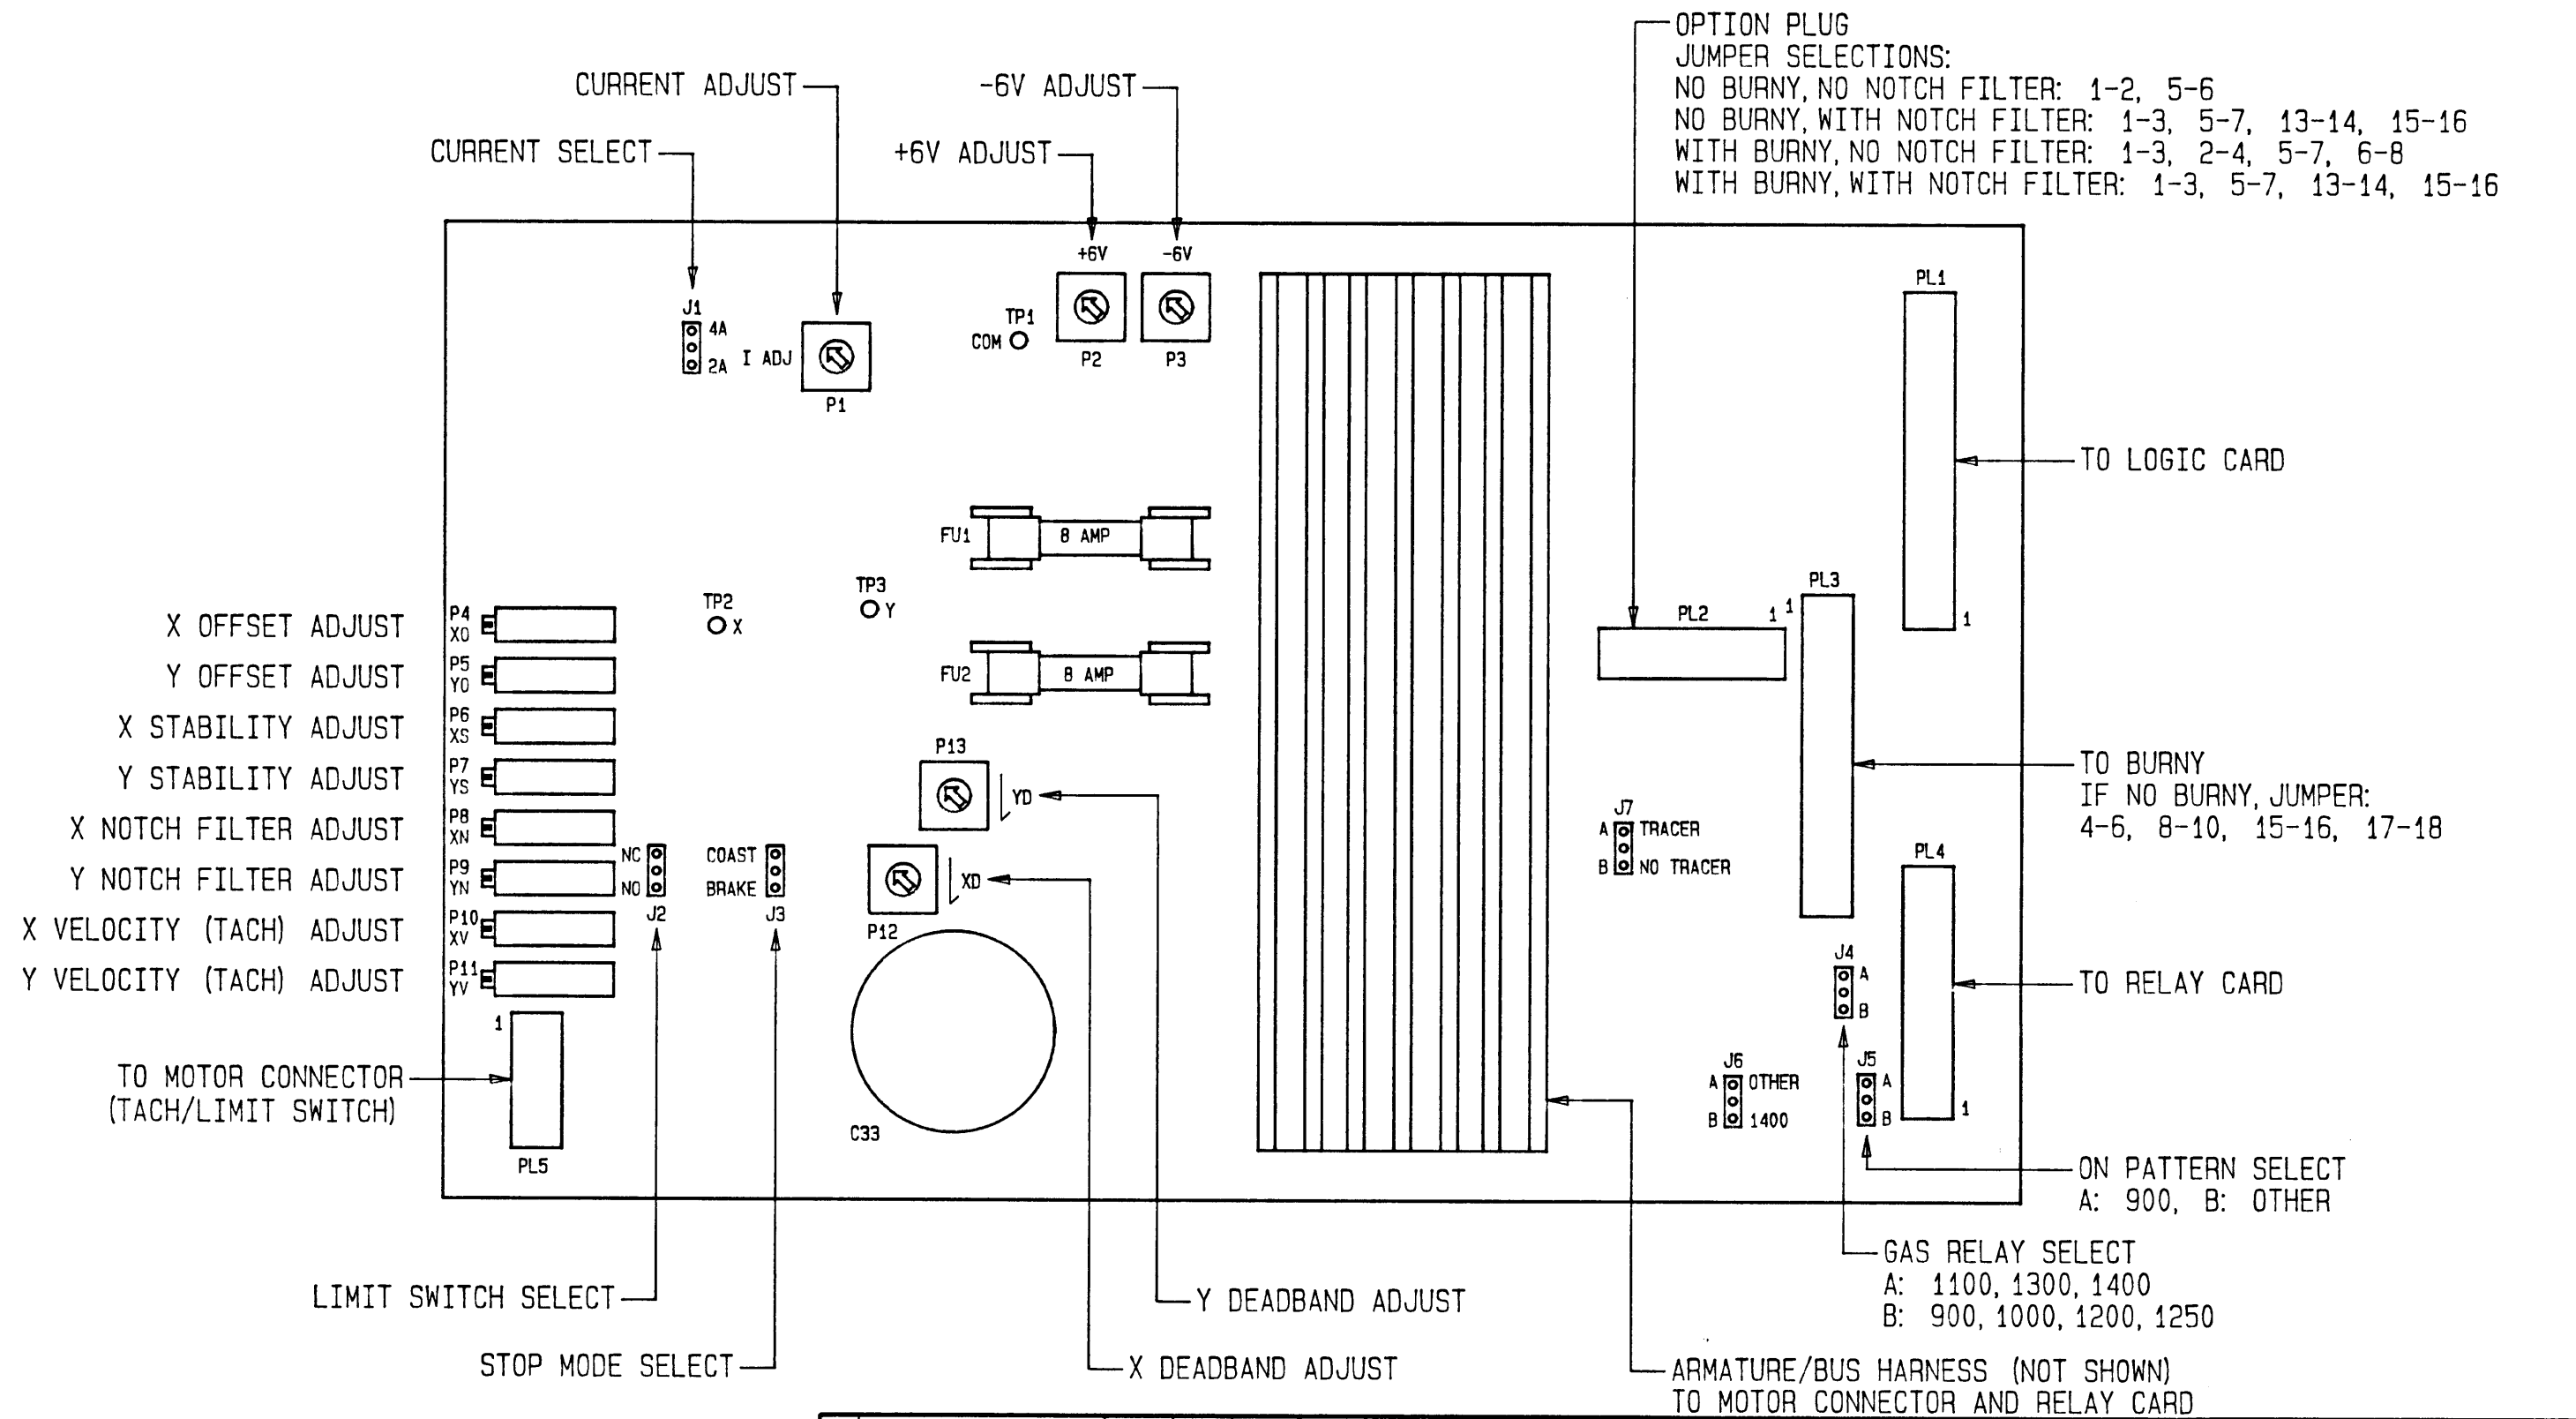 OPTION PLUG
JUMPER SELECTIONS:
NO BURNY, NO NOTCH FILTER: 1-2, 5-6
NO BURNY, WITH NOTCH FILTER: 1-3, 5-7, 13-14, 15-16
WITH BURNY, NO NOTCH FILTER: 1-3, 2-4, 5-7, 6-8
WITH BURNY, WITH NOTCH FILTER: 1-3, 5-7, 13-14, 15-16
CURRENT ADJUST
-6V ADJUST
CURRENT SELECT
+6V ADJUST
+6V
-6V
J1
4A
2A
I ADJ
P1
TP1
COM
P2
P3
PL1
1
TO LOGIC CARD
FU1
8 AMP
FU2
8 AMP
TP2
X
TP3
Y
PL2
1
1
PL3
X OFFSET ADJUST
P4
XO
Y OFFSET ADJUST
P5
YO
X STABILITY ADJUST
P6
XS
Y STABILITY ADJUST
P7
YS
X NOTCH FILTER ADJUST
P8
XN
Y NOTCH FILTER ADJUST
P9
YN
X VELOCITY (TACH) ADJUST
P10
XV
Y VELOCITY (TACH) ADJUST
P11
YV
P13
YD
XD
P12
NC
NO
J2
COAST
BRAKE
J3
J7
A
TRACER
B
NO TRACER
TO BURNY
IF NO BURNY, JUMPER:
4-6, 8-10, 15-16, 17-18
PL4
1
TO RELAY CARD
J4
A
B
J6
A
OTHER
B
1400
J5
A
B
C33
1
PL5
TO MOTOR CONNECTOR
(TACH/LIMIT SWITCH)
ON PATTERN SELECT
A: 900, B: OTHER
GAS RELAY SELECT
A: 1100, 1300, 1400
B: 900, 1000, 1200, 1250
LIMIT SWITCH SELECT
Y DEADBAND ADJUST
STOP MODE SELECT
X DEADBAND ADJUST
ARMATURE/BUS HARNESS (NOT SHOWN)
TO MOTOR CONNECTOR AND RELAY CARD